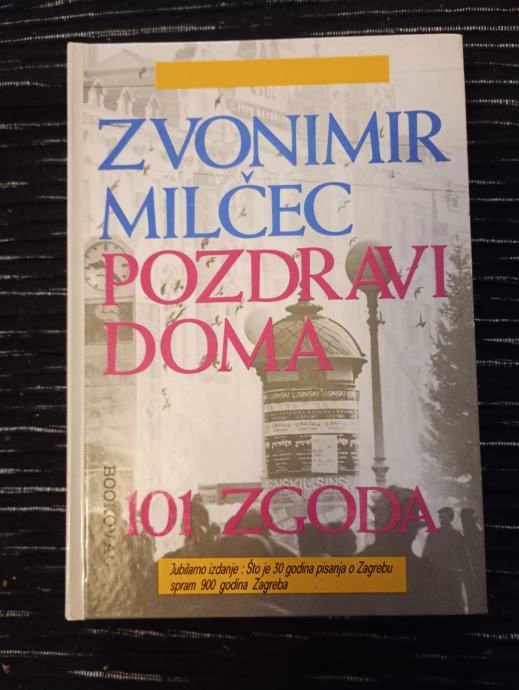 ZVONIMIR
MILČEC
POZDRAVI
DOMA
LISINSKI
101 ZGODA
BOOKOVAC
Jubilarno izdanje : Što je 30 godina pisanja o Zagrebu
spram 900 godina Zagreba